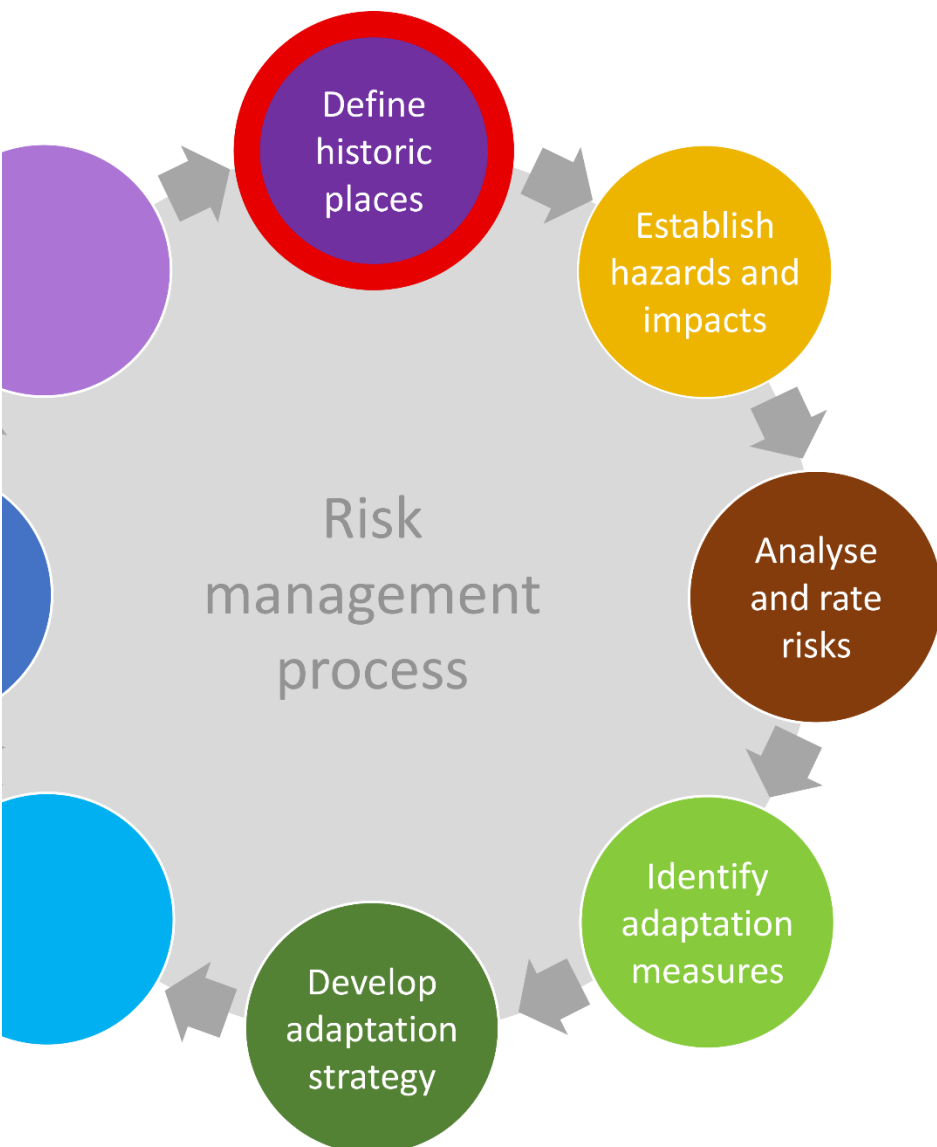 Define
historic
places
Establish
hazards and
impacts
Analyse
and rate
risks
Identify
adaptation
measures
Develop
adaptation
strategy
Risk
management
process